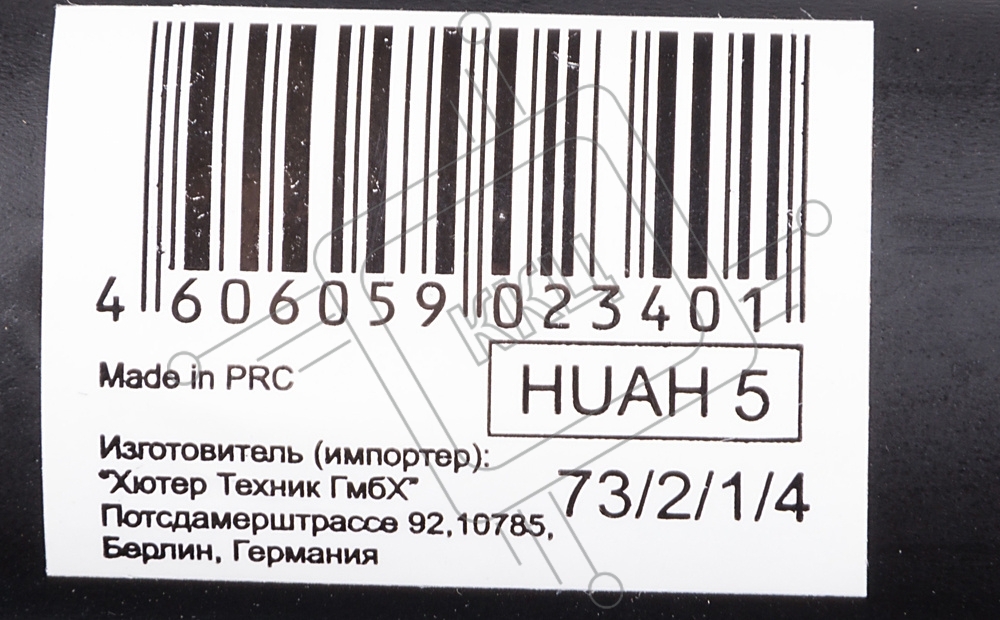 4 606059 023401
Made in PRC
HUAH 5
Изготовитель (импортер):
"Хютер Техник ГмбХ"
73/2/1/4
Потсдамерштрассе 92,10785,
Берлин, Германия
ККЦ